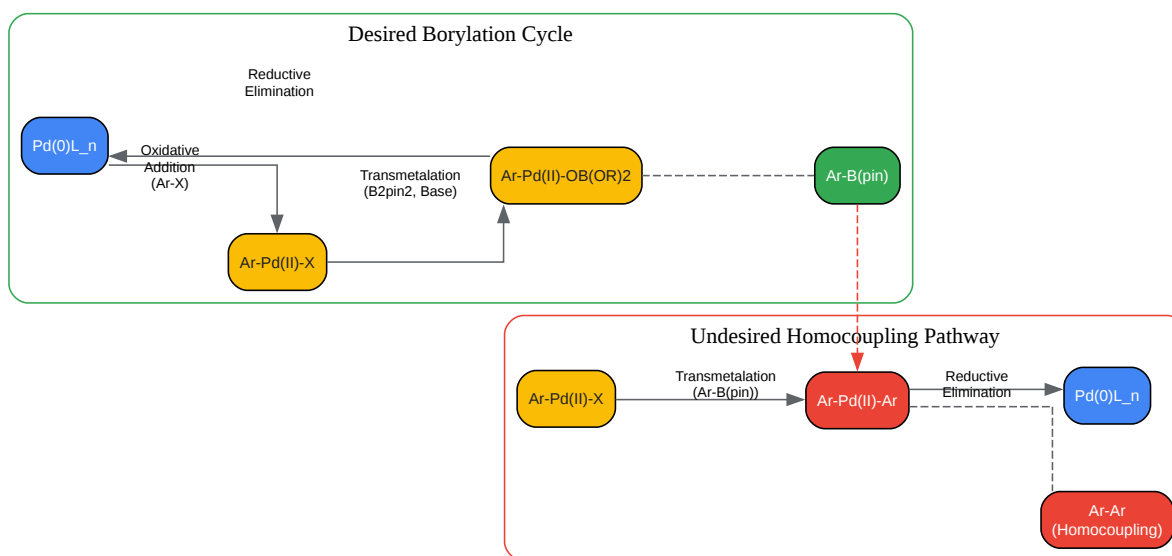 Desired Borylation Cycle
Reductive
Elimination
Pd(0)L_n
Oxidative
Addition
(Ar-X)
Transmetalation
(B2pin2, Base)
Ar-Pd(II)-OB(OR)2
Ar-B(pin)
Ar-Pd(II)-X
Undesired Homocoupling Pathway
Ar-Pd(II)-X
Transmetalation
(Ar-B(pin))
Ar-Pd(II)-Ar
Reductive
Elimination
Pd(0)L_n
Ar-Ar
(Homocoupling)